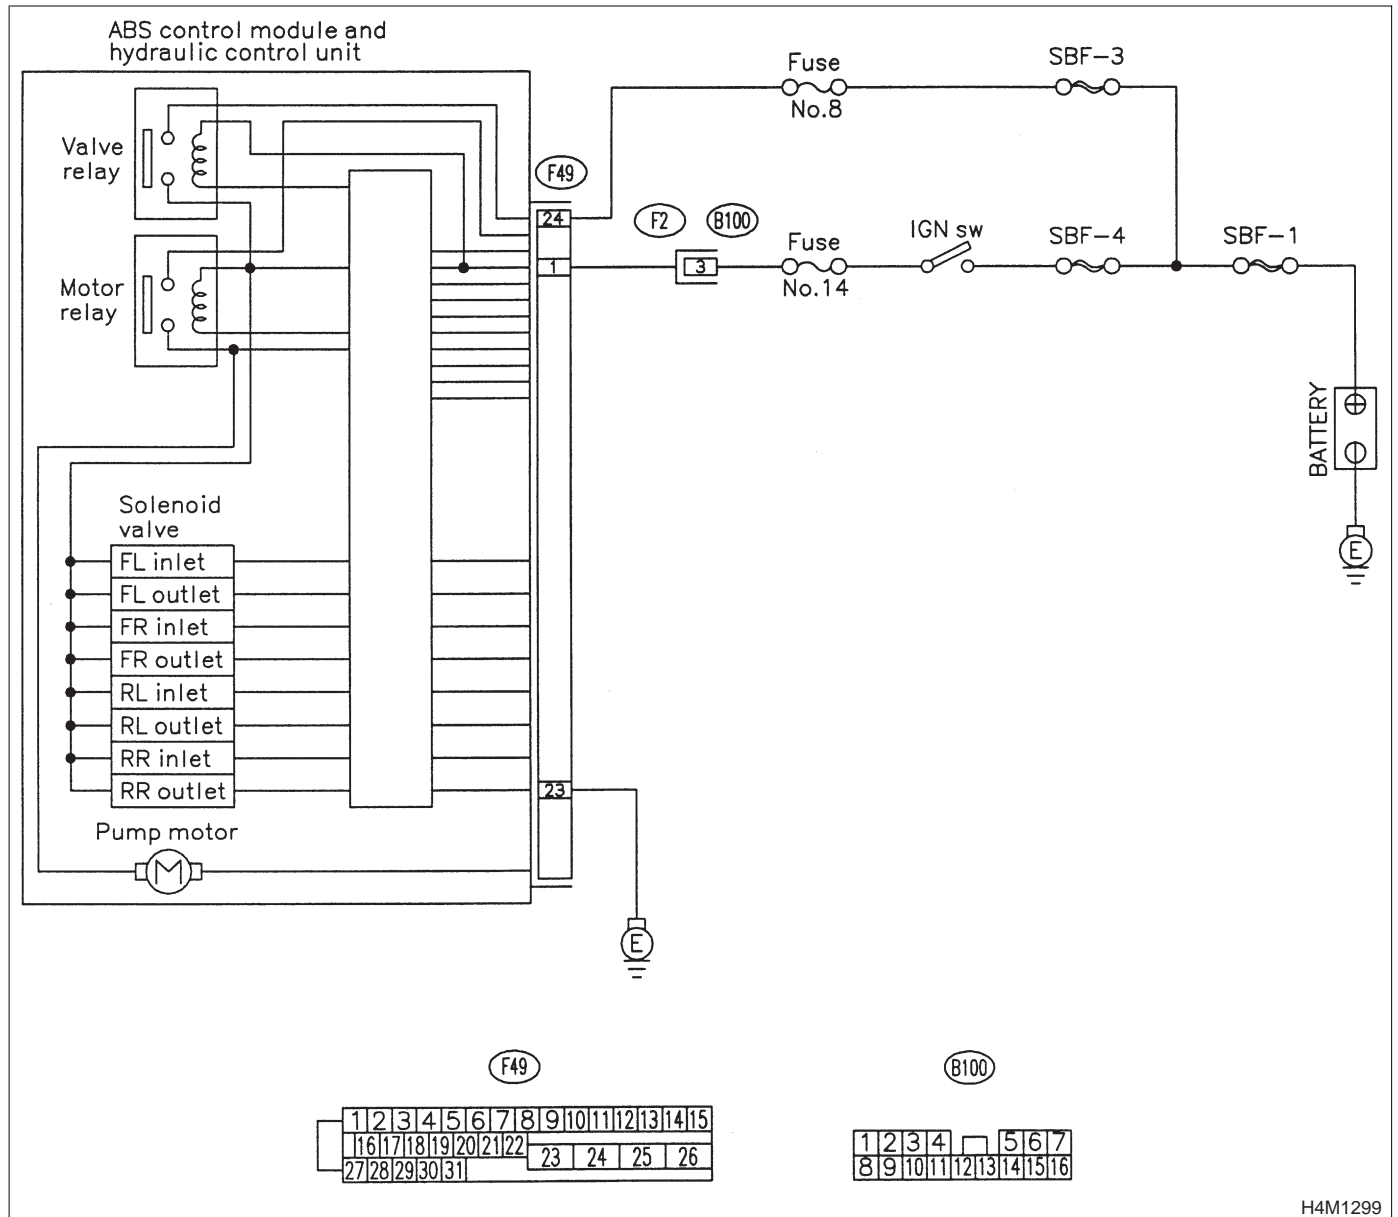 ABS control module and
hydraulic control unit
Valve
relay
Motor
relay
F49
24
1
23
F2
B100
3
Fuse
No.8
SBF-3
Fuse
No.14
IGN sw
SBF-4
SBF-1
BATTERY
E
Solenoid
valve
FL inlet
FL outlet
FR inlet
FR outlet
RL inlet
RL outlet
RR inlet
RR outlet
Pump motor
M
E
F49
1 2 3 4 5 6 7 8 9 10 11 12 13 14 15
16 17 18 19 20 21 22 23 24 25 26
27 28 29 30 31
B100
1 2 3 4 5 6 7
8 9 10 11 12 13 14 15 16
H4M1299